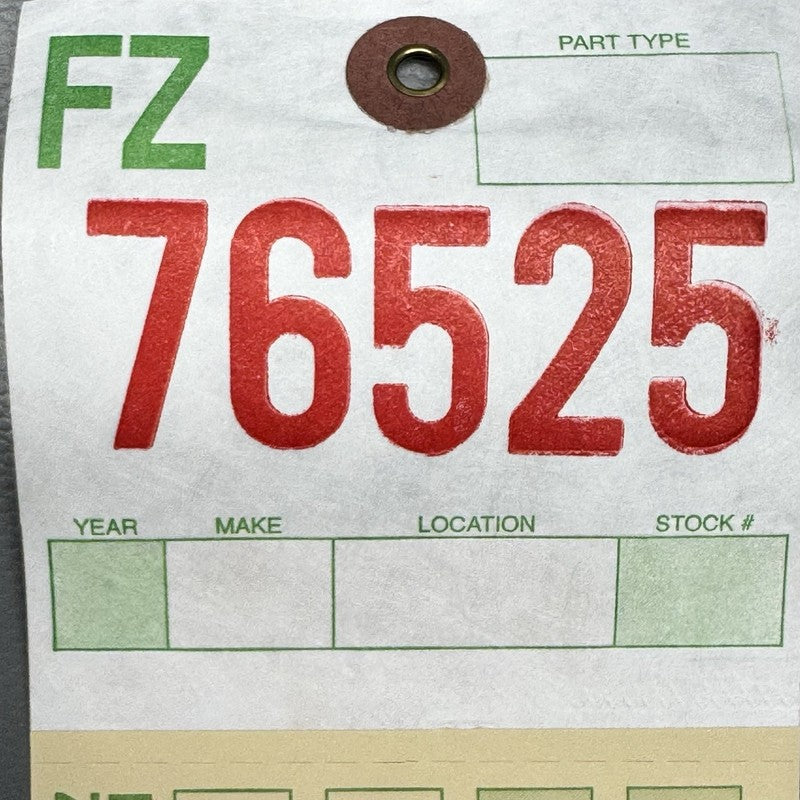 FZ
PART TYPE
76525
YEAR MAKE LOCATION STOCK #